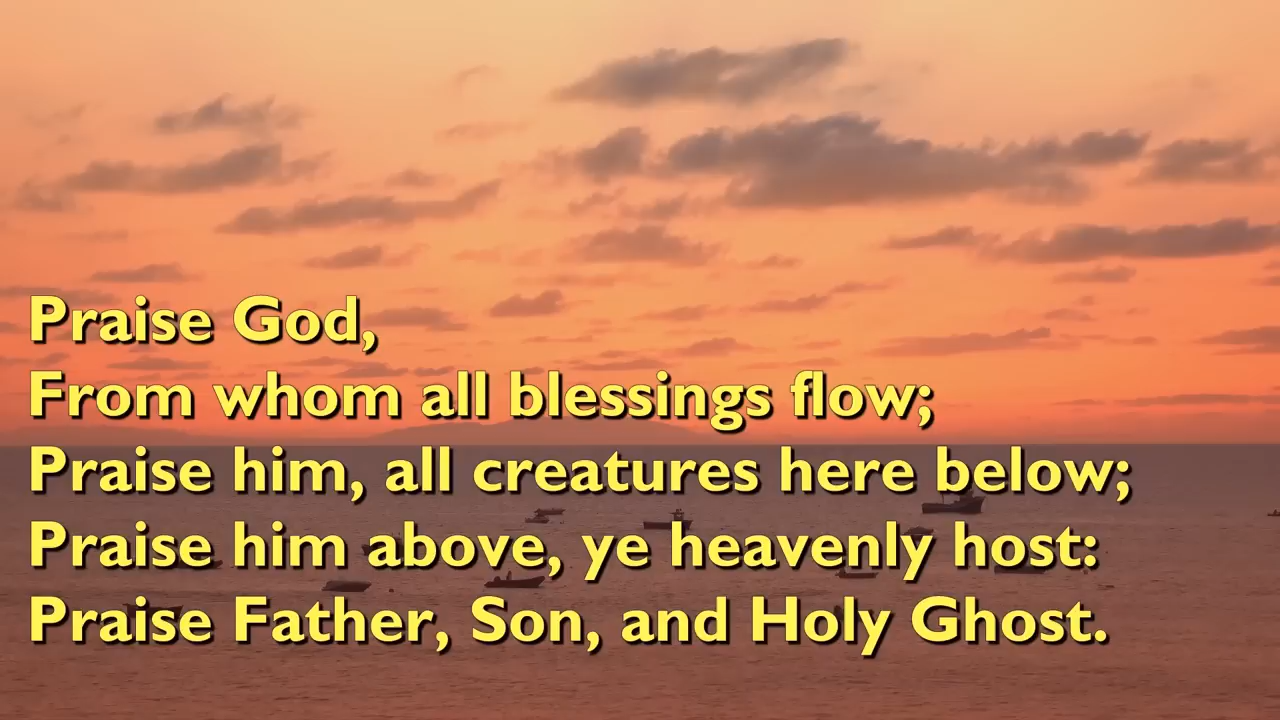 Praise God,
From whom all blessings flow;
Praise him, all creatures here below;
Praise him above, ye heavenly host:
Praise Father, Son, and Holy Ghost.